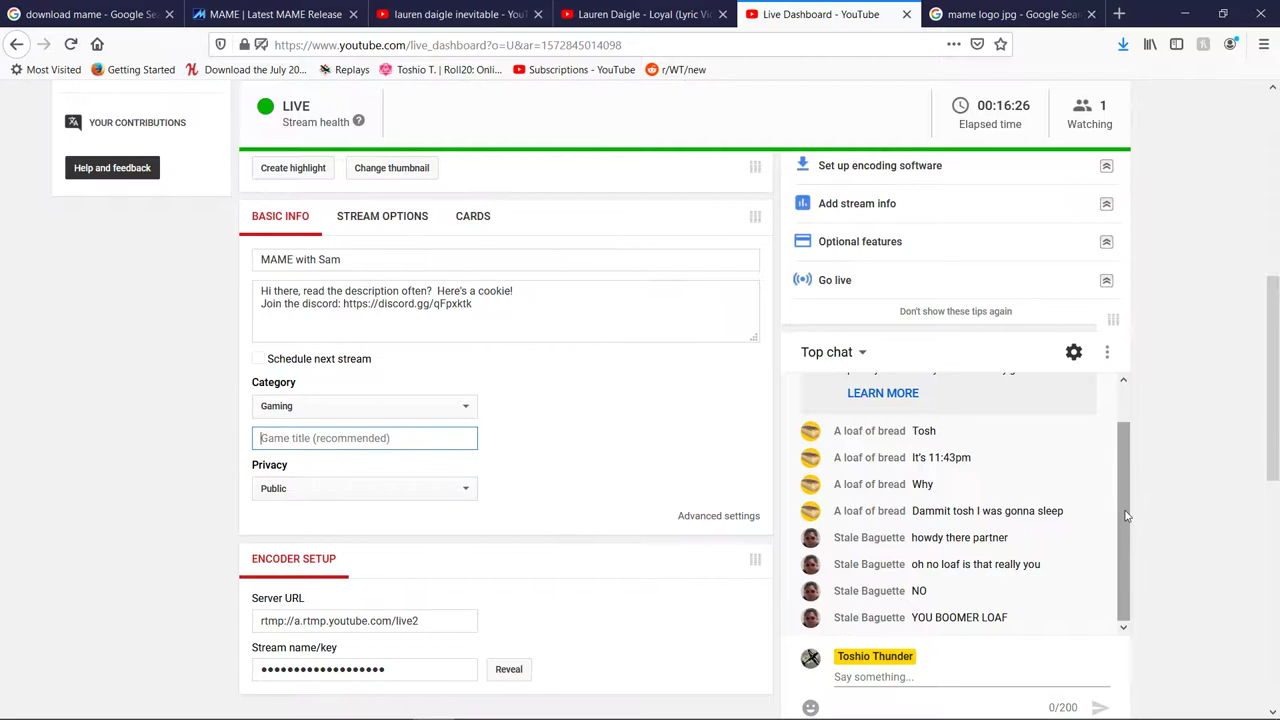 doado mame - Google Sea
MAME | Latest MAME Release
lauren daigle inevitible - YouT
Lauren Daigle - Loyal (Lyric Vi
Live Dashboard - YouTube
mame logo jpg - Google Sea
https://www.youtube.com/live_dashboard?o=U&ar=1572845014098
Most Visited
Getting Started
Download the July 20...
Replays
Toshio T. | Roll20: Onli...
Subscriptions - YouTube
r/WT/new
YOUR CONTRIBUTIONS
Help and feedback
LIVE
Stream health
00:16:26
Elapsed time
1
Watching
Create highlight
Change thumbnail
BASIC INFO
STREAM OPTIONS
CARDS
MAME with Sam
Hi there, read the description often? Here's a cookie!
Join the discord: https://discord.gg/qFpxktk
Schedule next stream
Category
Gaming
Game title (recommended)
Privacy
Public
Advanced settings
ENCODER SETUP
Server URL
rtmp://a.rtmp.youtube.com/live2
Stream name/key
Reveal
Set up encoding software
Add stream info
Optional features
Go live
Don't show these tips again
Top chat
LEARN MORE
A loaf of bread Tosh
A loaf of bread It's 11:43pm
A loaf of bread Why
A loaf of bread Dammit tosh I was gonna sleep
Stale Baguette howdy there partner
Stale Baguette oh no loaf is that really you
Stale Baguette NO
Stale Baguette YOU BOOMER LOAF
Toshio Thunder
Say something...
0/200